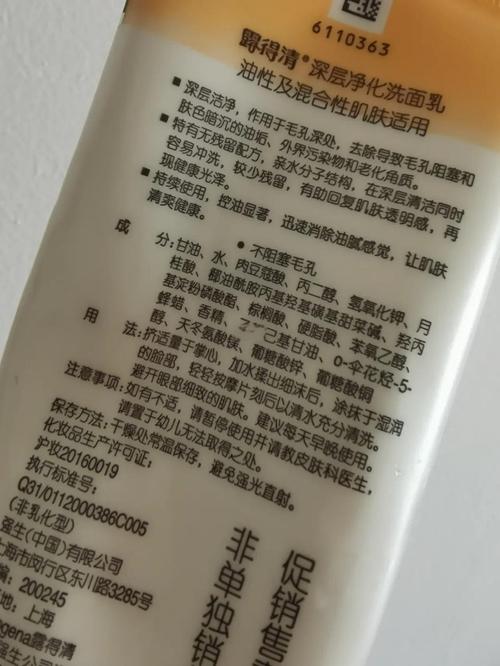 6110363
露得清®深层净化洗面乳
油性及混合性肌肤适用
■ 深层洁净，作用于毛孔深处，去除导致毛孔阻塞和
肤色暗沉的油垢、外界污染物和老化角质。
■ 特有无残留配方，亲水分子结构，在深层清洁同时
容易冲洗，较少残留，有助回复肌肤透明感，再
现健康光泽。
■ 持续使用，控油显著，迅速消除油腻感觉，让肌肤
清爽健康。
• 不阻塞毛孔
成 分:甘油、水、肉豆蔻酸、丙二醇、氢氧化钾、月
桂酸、椰油酰胺丙基羟基磺基甜菜碱、羟丙
基淀粉磷酸酯、棕榈酸、硬脂酸、苯氧乙醇、
蜂蜡、香精、己基甘油、O-伞花烃-5-
醇、天冬氨酸镁、葡糖酸锌、葡糖酸铜
用 法:挤适量于掌心，加水揉出细沫后，涂抹于湿润
的脸部，轻轻按摩片刻后以清水充分清洗。
避开眼部细致的肌肤。建议每天早晚使用。
注意事项:如有不适，请暂停使用并请教皮肤科医生，
请置于幼儿无法取得之处。
保存方法:干燥处常温保存，避免强光直射。
化妆品生产许可证:
沪妆20160019
执行标准号:
Q31/0112000386C005
(非乳化型)
强生(中国)有限公司
上海市闵行区东川路3285号
编:200245
地:上海
ogena露得清
强生公司
促销售
非单独销